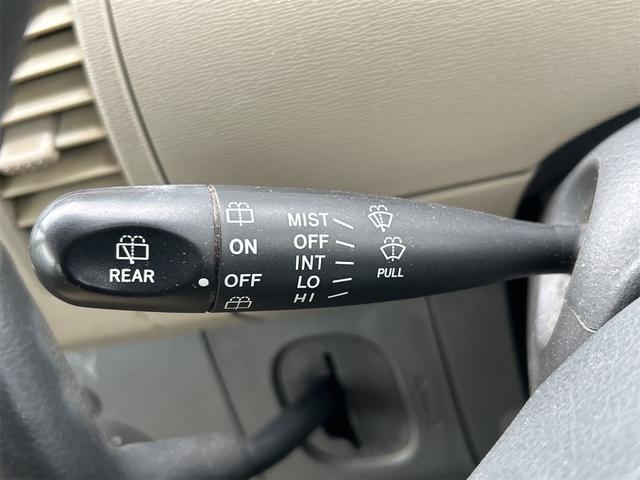 REAR
ON
OFF
MIST
OFF
INT
LO
HI
PULL